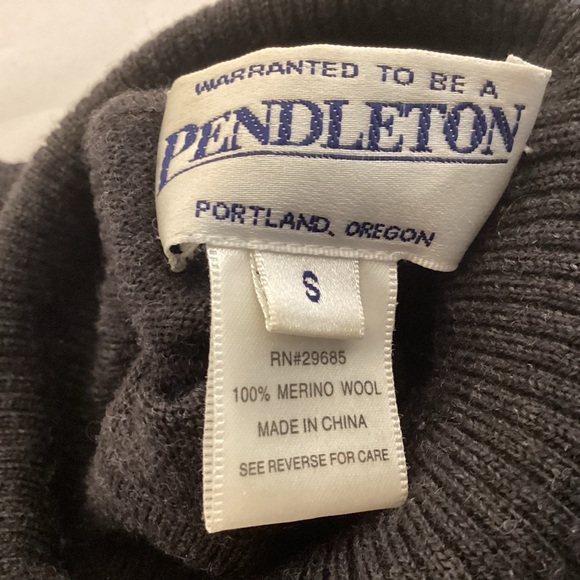 WARRANTED TO BE A
PENDLETON
PORTLAND, OREGON
S
RN#29685
100% MERINO WOOL
MADE IN CHINA
SEE REVERSE FOR CARE